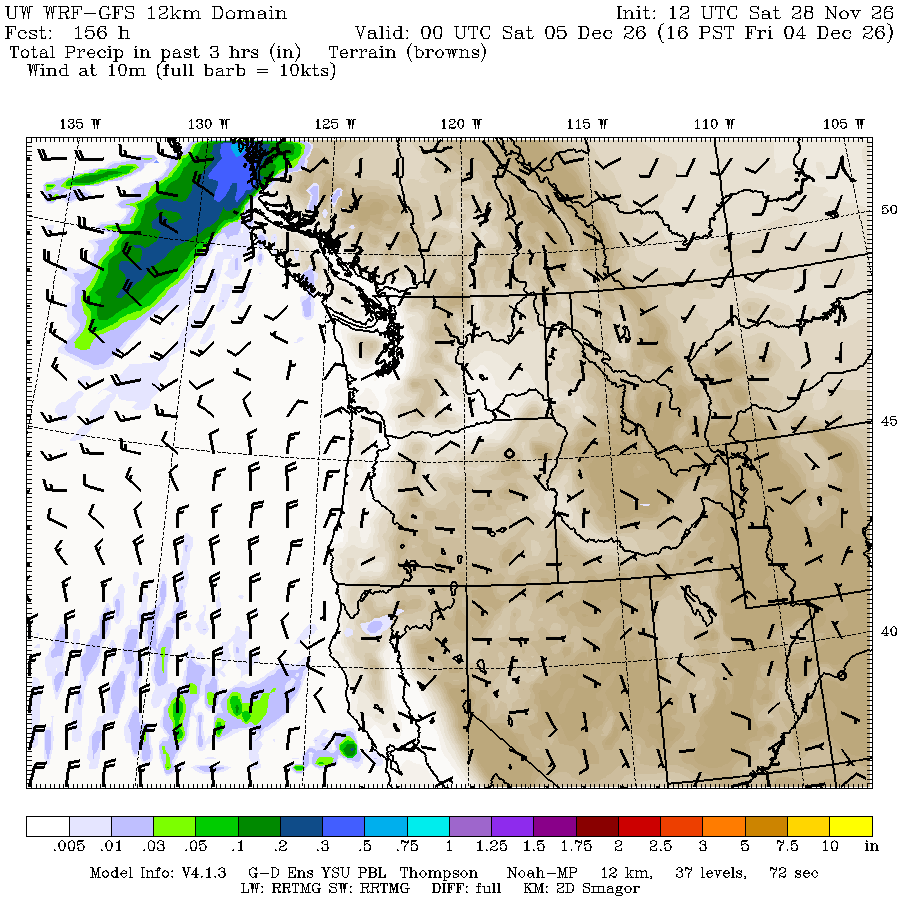 UW WRF-GFS 12km Domain Init: 12 UTC Sat 28 Nov 26
Fcst: 156 h Valid: 00 UTC Sat 05 Dec 26 (16 PST Fri 04 Dec 26)
Total Precip in past 3 hrs (in) Terrain (browns)
Wind at 10m (full barb = 10kts)
135 W 130 W 125 W 120 W 115 W 110 W 105 W
50
45
40
.005 .01 .03 .05 .1 .2 .3 .5 .75 1 1.25 1.5 1.75 2 2.5 3 5 7.5 10 in
Model Info: V4.1.3 G-D Ens YSU PBL Thompson Noah-MP 12 km, 37 levels, 72 sec
LW: RRTMG SW: RRTMG DIFF: full KM: 2D Smagor